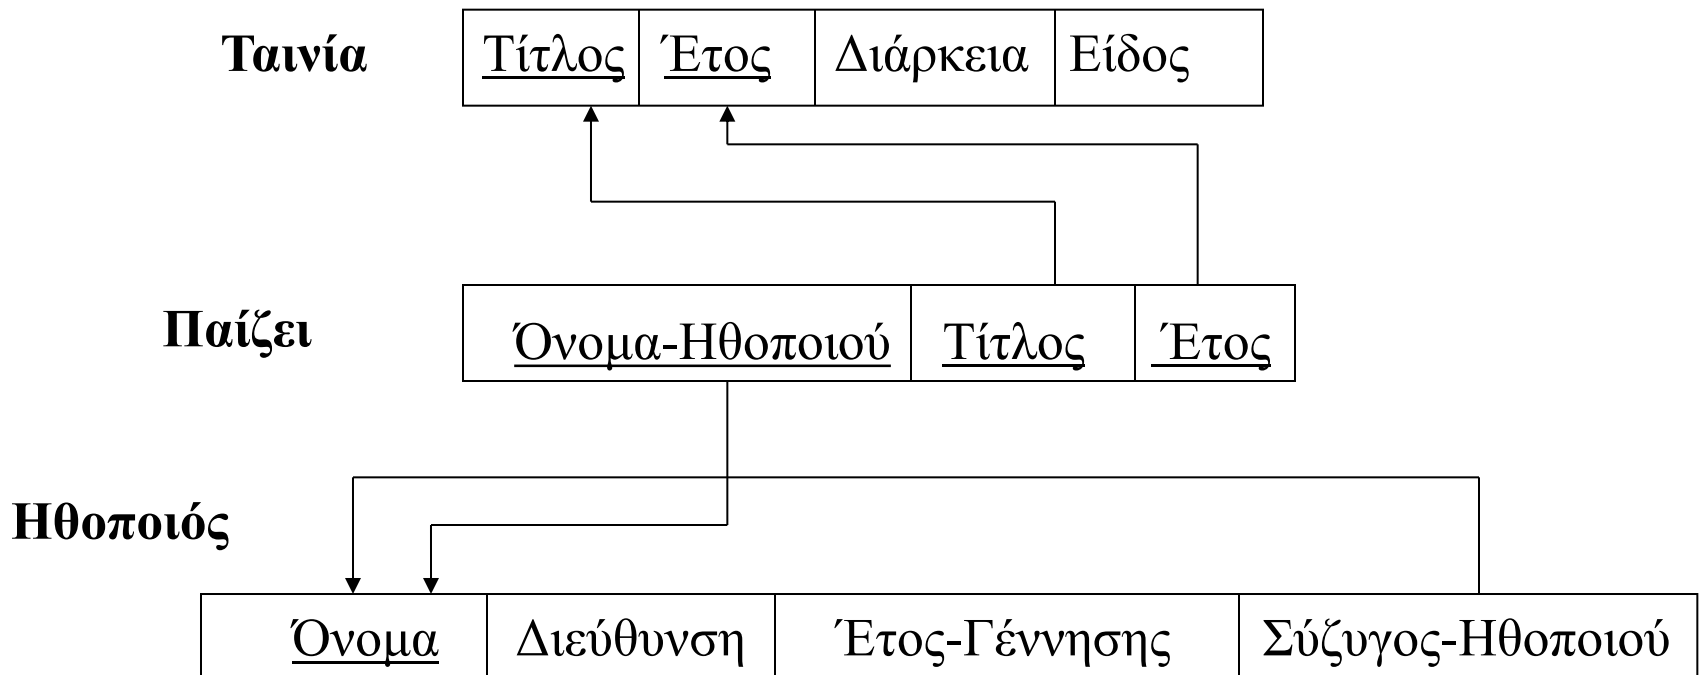 Ταινία Τίτλος Έτος Διάρκεια Είδος
Παίζει Όνομα-Ηθοποιού Τίτλος Έτος
Ηθοποιός
Όνομα Διεύθυνση Έτος-Γέννησης Σύζυγος-Ηθοποιού